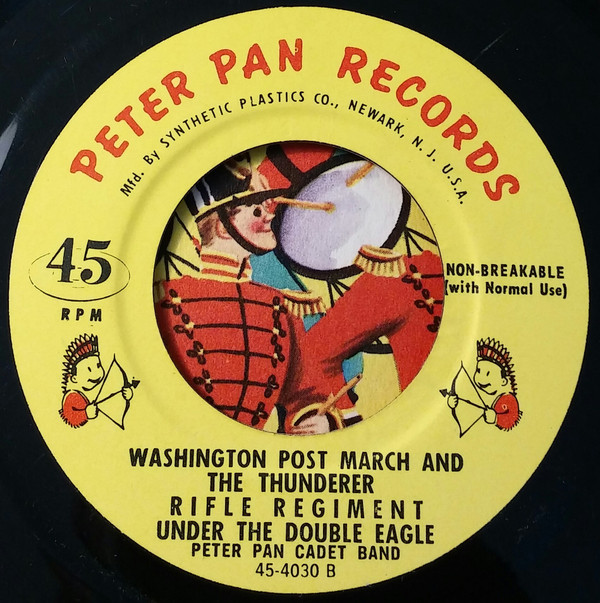 PETER PAN RECORDS
Mfd. By SYNTHETIC PLASTICS CO., NEWARK, N. J. U.S.A.
45
RPM
NON-BREAKABLE
(with Normal Use)
WASHINGTON POST MARCH AND
THE THUNDERER
RIFLE REGIMENT
UNDER THE DOUBLE EAGLE
PETER PAN CADET BAND
45-4030 B